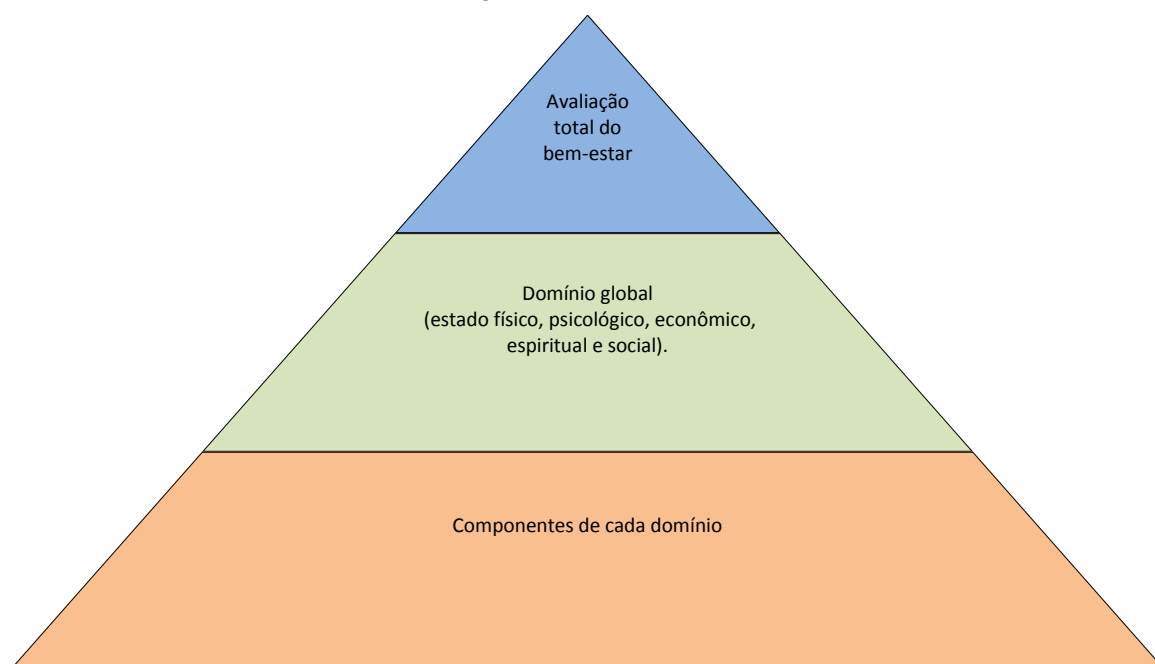 Avaliação
total do
bem-estar
Domínio global
(estado físico, psicológico, econômico,
espiritual e social).
Componentes de cada domínio